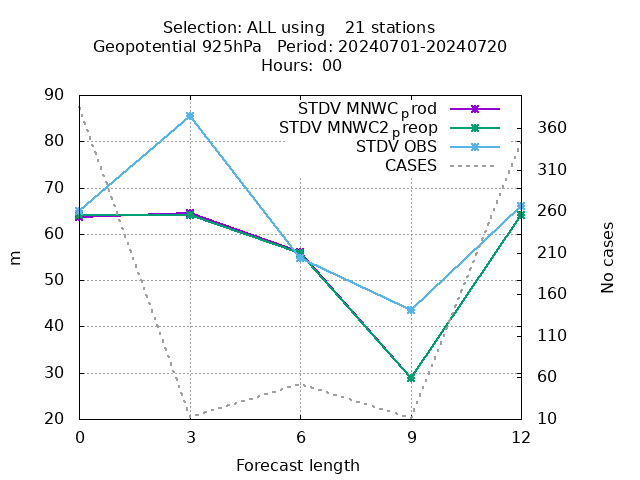 Selection: ALL using    21 stations
Geopotential 925hPa   Period: 20240701-20240720
Hours: 00
STDV MNWCprod
STDV MNWC2preop
STDV OBS
CASES
90
80
70
60
50
40
30
20
360
310
260
210
160
110
60
10
m
No cases
0 3 6 9 12
Forecast length